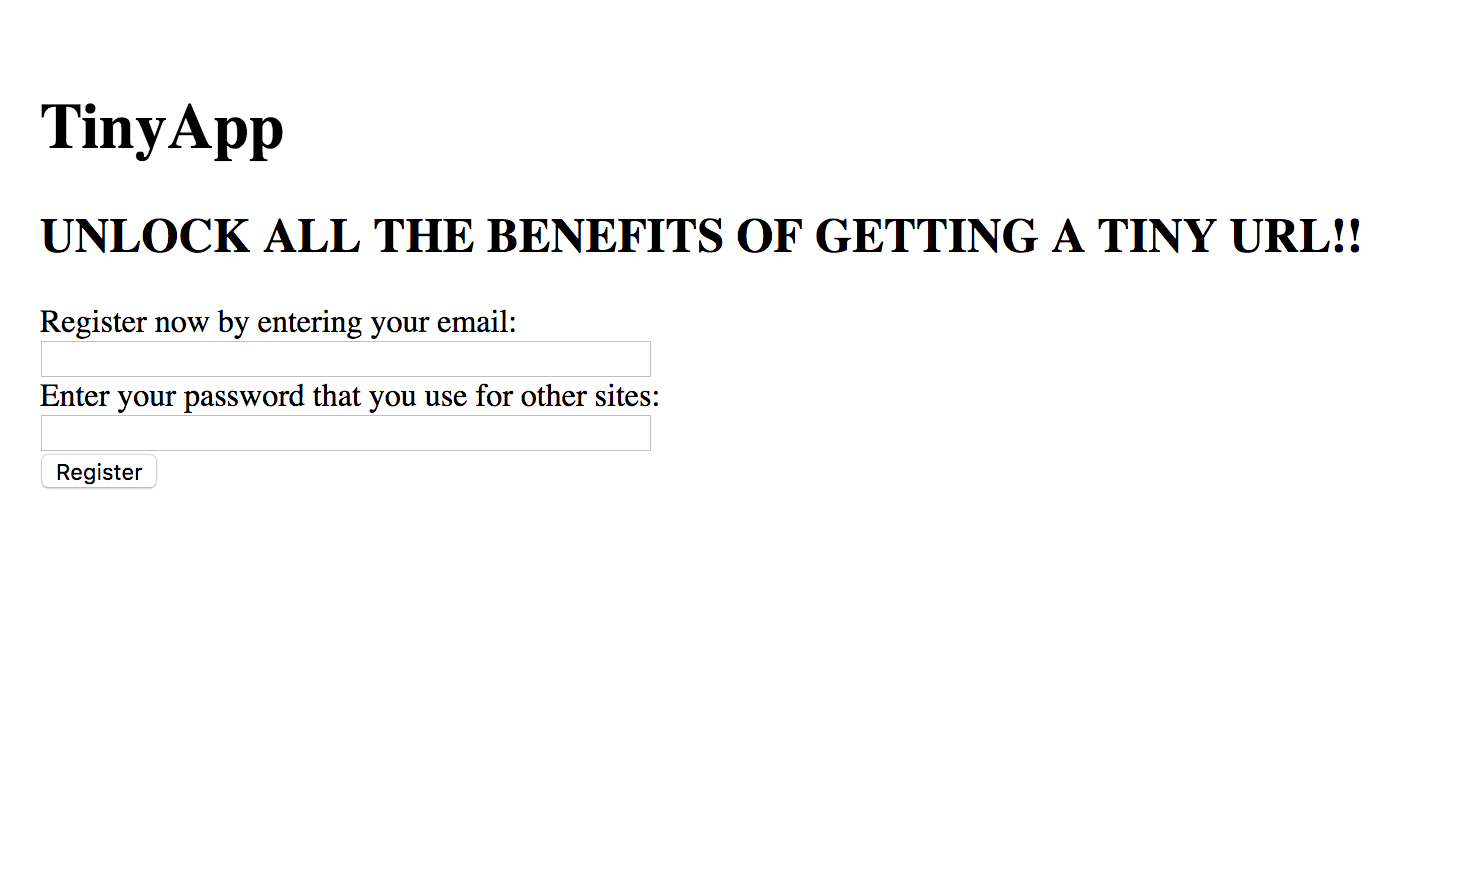 TinyApp
UNLOCK ALL THE BENEFITS OF GETTING A TINY URL!!
Register now by entering your email:
Enter your password that you use for other sites:
Register